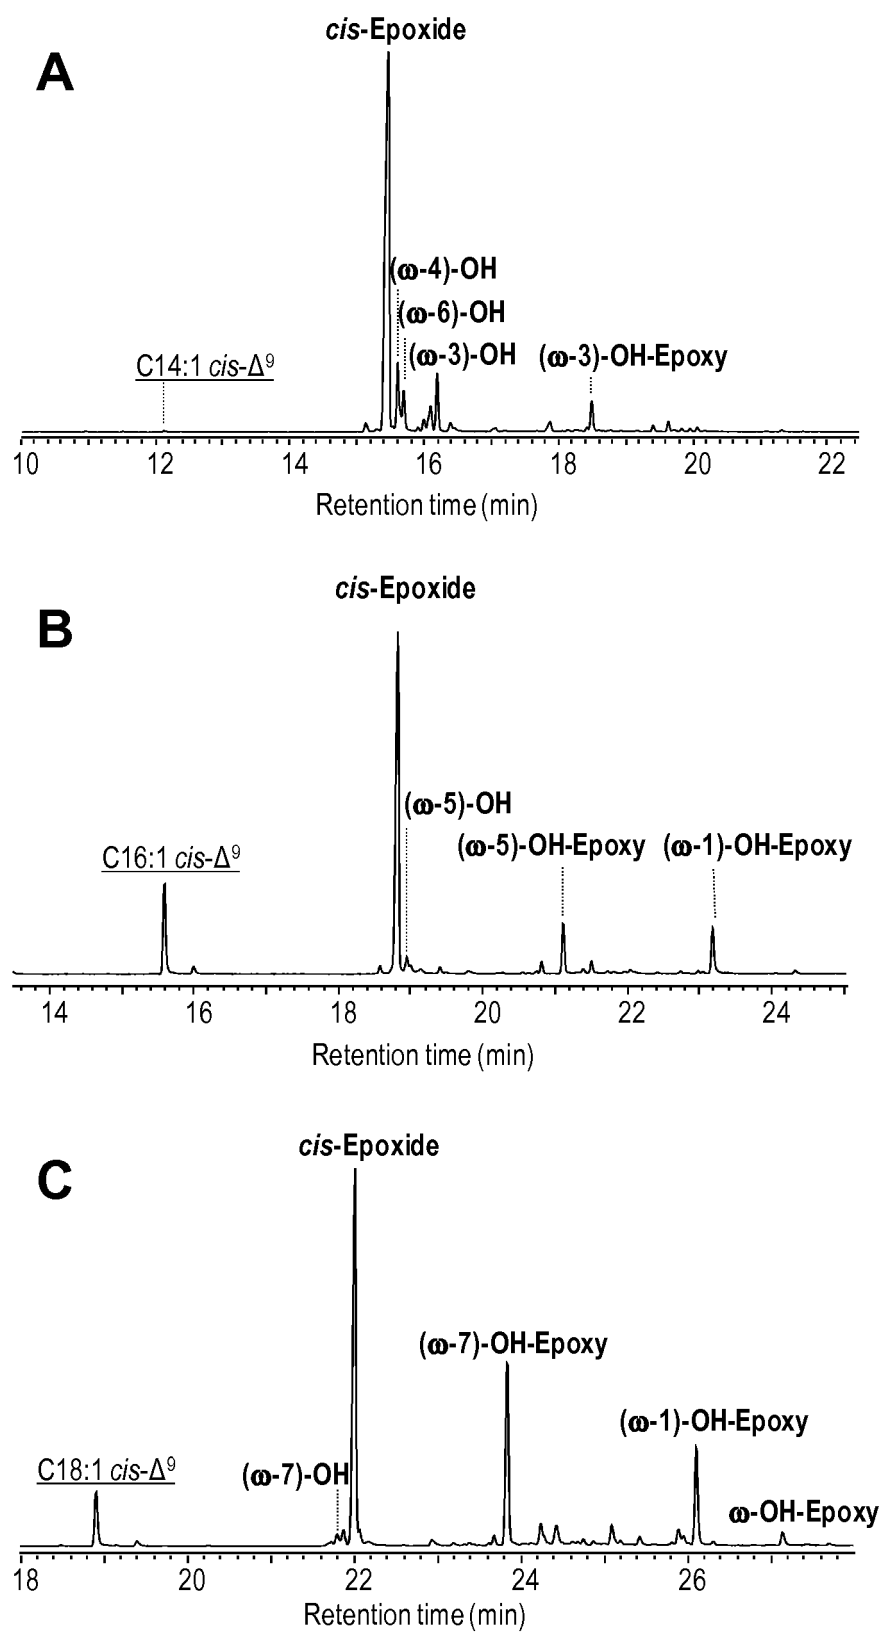 cis-Epoxide
A
(ω-4)-OH
(ω-6)-OH
(ω-3)-OH (ω-3)-OH-Epoxy
C14:1 cis-Δ⁹
10 12 14 16 18 20 22
Retention time (min)
cis-Epoxide
B
(ω-5)-OH
(ω-5)-OH-Epoxy (ω-1)-OH-Epoxy
C16:1 cis-Δ⁹
14 16 18 20 22 24
Retention time (min)
cis-Epoxide
C
(ω-7)-OH-Epoxy
(ω-1)-OH-Epoxy
C18:1 cis-Δ⁹ (ω-7)-OH
ω-OH-Epoxy
18 20 22 24 26
Retention time (min)